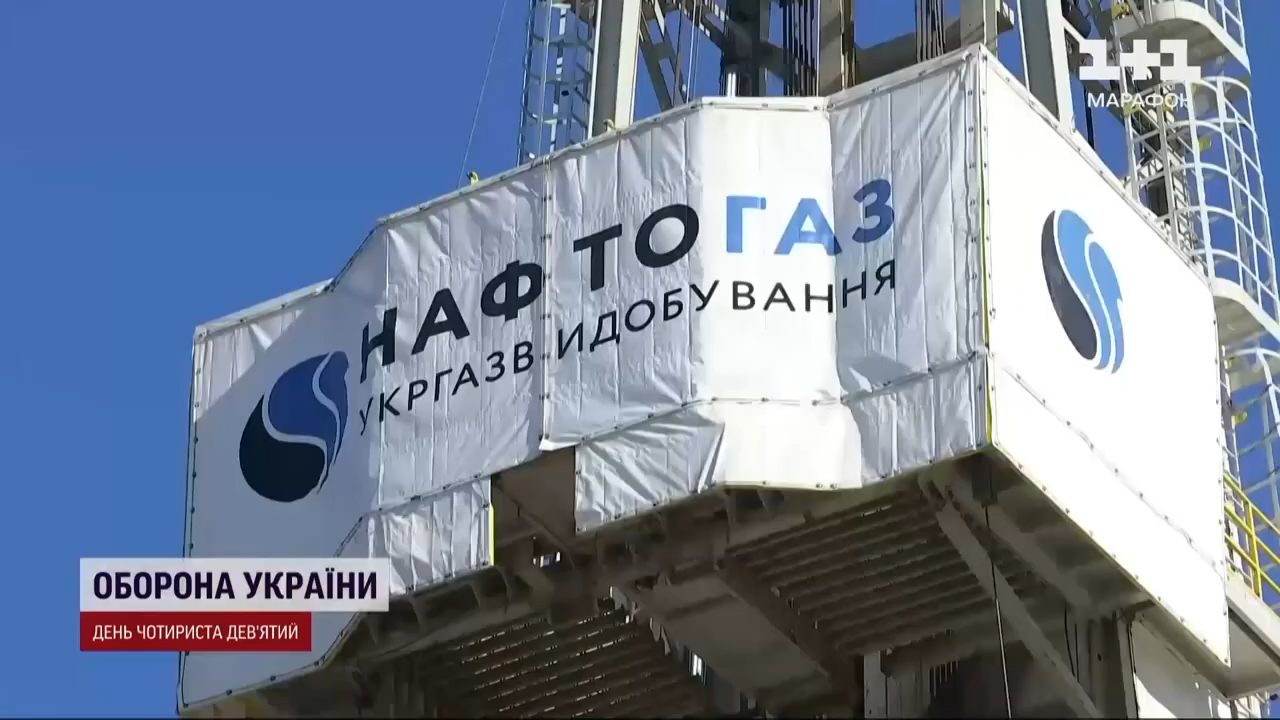 1+1
МАРАФОН
НАФТОГАЗ
УКРГАЗВИДОБУВАННЯ
ОБОРОНА УКРАЇНИ
ДЕНЬ ЧОТИРИСТА ДЕВ'ЯТИЙ